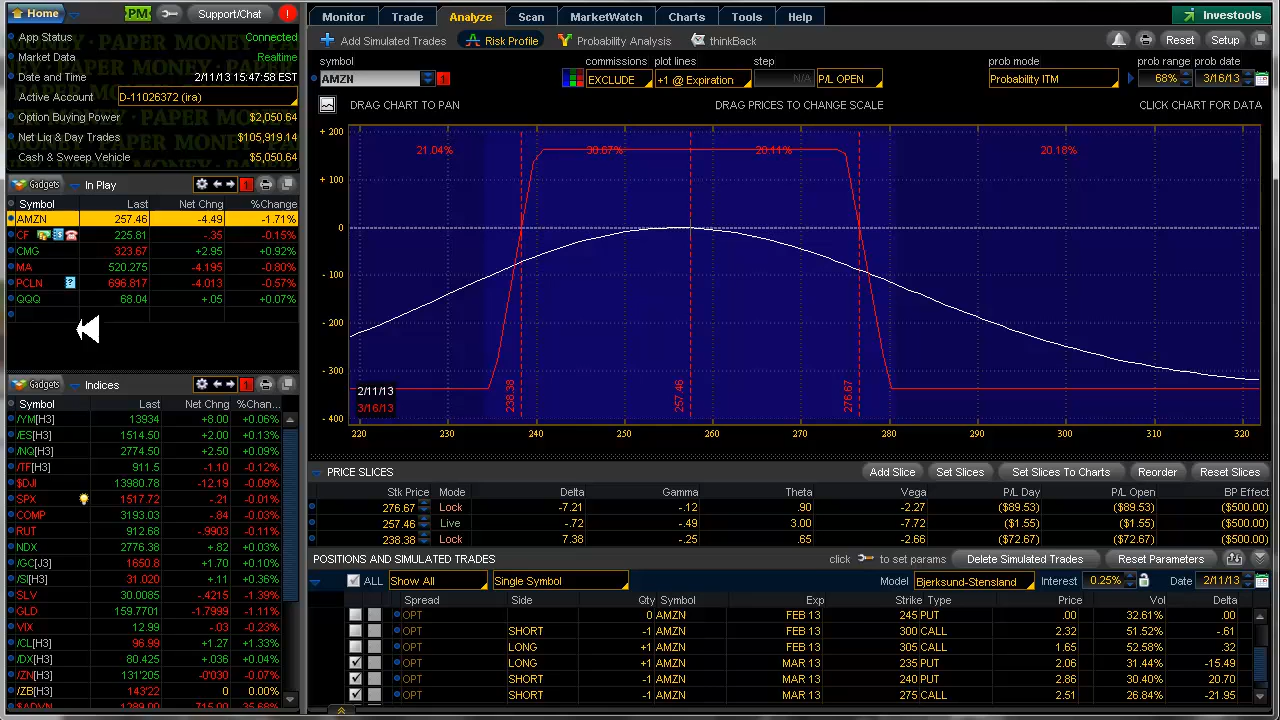 Home PM Support/Chat !
App Status Connected
Market Data Realtime
Date and Time 2/11/13 15:47:58 EST
Active Account D-11026372 (ira)
Option Buying Power $2,050.64
Net Liq & Day Trades $105,919.14
Cash & Sweep Vehicle $5,050.64
Gadgets In Play 1
Symbol Last Net Chng %Change
AMZN 257.46 -4.49 -1.71%
CF 225.81 -.35 -0.15%
CMG 323.67 +2.95 +0.92%
MA 520.275 -4.195 -0.80%
PCLN 696.817 -4.013 -0.57%
QQQ 68.04 +.05 +0.07%
Gadgets Indices 1
Symbol Last Net Chng %Chan...
/YM[H3] 13934 +8.00 +0.06%
/ES[H3] 1514.50 +2.00 +0.13%
/NQ[H3] 2774.50 +2.50 +0.09%
/TF[H3] 911.5 -1.10 -0.12%
$DJI 13980.78 -12.19 -0.09%
SPX 1517.72 -.21 -0.01%
COMP 3193.03 -.84 -0.03%
RUT 912.68 -.9903 -0.11%
NDX 2776.38 +.82 +0.03%
/GC[J3] 1650.8 +1.70 +0.10%
/SI[H3] 31.020 +.11 +0.36%
SLV 30.0085 -.4215 -1.39%
GLD 159.7701 -1.7999 -1.11%
VIX 12.99 -.03 -0.23%
/CL[H3] 96.99 +1.27 +1.33%
/DX[H3] 80.425 +.036 +0.04%
/ZN[H3] 131'205 -0'030 -0.07%
/ZB[H3] 143'22 0 0.00%
$ADVN 1289.00 -715.00 -35.68%
Monitor Trade Analyze Scan MarketWatch Charts Tools Help Investools
Add Simulated Trades Risk Profile Probability Analysis thinkBack Reset Setup
symbol commissions plot lines step prob mode prob range prob date
AMZN 1 EXCLUDE +1 @ Expiration N/A P/L OPEN Probability ITM 68% 3/16/13
DRAG CHART TO PAN DRAG PRICES TO CHANGE SCALE CLICK CHART FOR DATA
+ 200
21.04% 30.07% 20.11% 20.18%
+ 100
0
- 100
- 200
- 300
2/11/13
238.38 257.46 276.67
3/16/13
- 400
220 230 240 250 260 270 280 290 300 310 320
PRICE SLICES Add Slice Set Slices Set Slices To Charts Reorder Reset Slices
Stk Price Mode Delta Gamma Theta Vega P/L Day P/L Open BP Effect
276.67 Lock -7.21 -.12 .90 -2.27 ($89.53) ($89.53) ($500.00)
257.46 Live -.72 -.49 3.00 -7.72 ($1.55) ($1.55) ($500.00)
238.38 Lock 7.38 -.25 .65 -2.66 ($72.67) ($72.67) ($500.00)
POSITIONS AND SIMULATED TRADES click to set params Delete Simulated Trades Reset Parameters
ALL Show All Single Symbol Model Bjerksund-Stensland Interest 0.25% Date 2/11/13
Spread Side Qty Symbol Exp Strike Type Price Vol Delta
OPT 0 AMZN FEB 13 245 PUT .00 32.61% .00
OPT SHORT -1 AMZN FEB 13 300 CALL 2.32 51.52% -.61
OPT LONG +1 AMZN FEB 13 305 CALL 1.65 52.58% .32
OPT LONG +1 AMZN MAR 13 235 PUT 2.00 31.44% -15.49
OPT SHORT -1 AMZN MAR 13 240 PUT 2.86 30.40% 20.70
OPT SHORT -1 AMZN MAR 13 275 CALL 2.51 26.84% -21.95